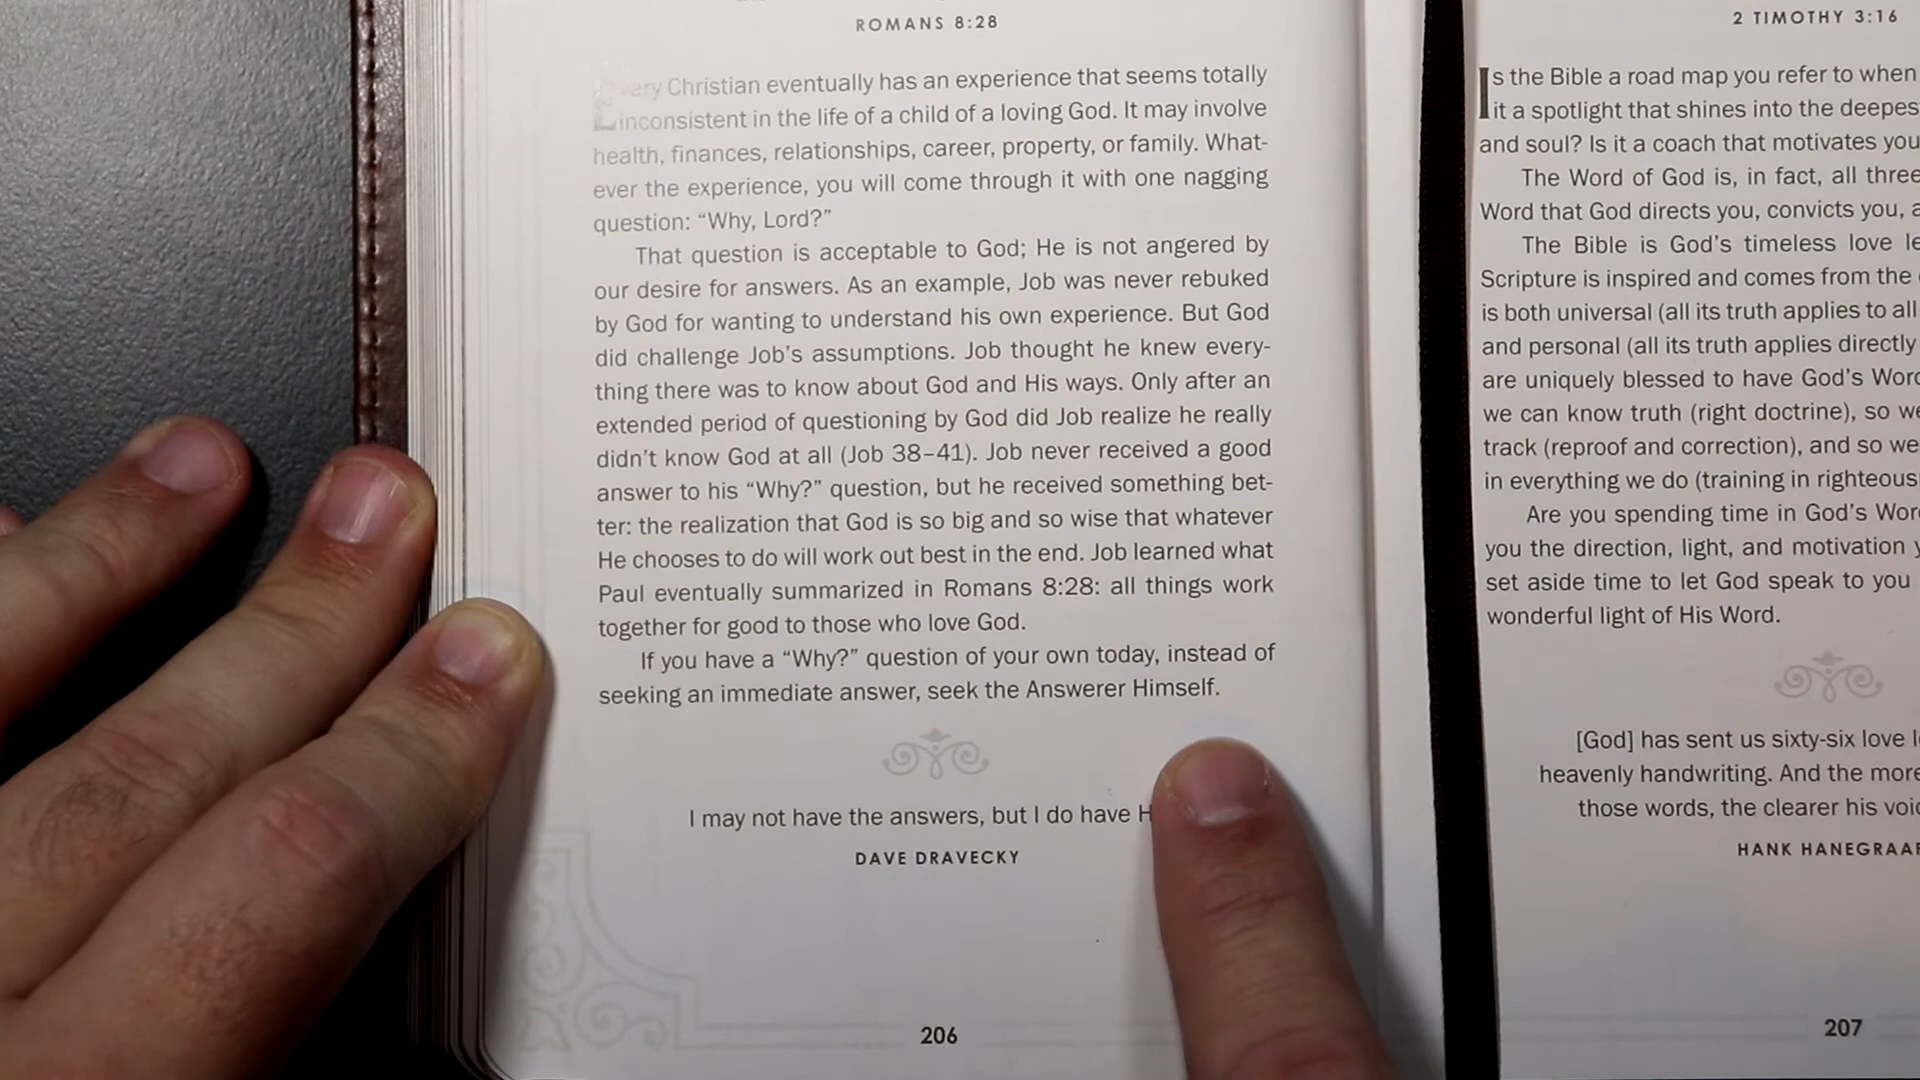 ROMANS 8:28
Every Christian eventually has an experience that seems totally
inconsistent in the life of a child of a loving God. It may involve
health, finances, relationships, career, property, or family. What-
ever the experience, you will come through it with one nagging
question: “Why, Lord?”
That question is acceptable to God; He is not angered by
our desire for answers. As an example, Job was never rebuked
by God for wanting to understand his own experience. But God
did challenge Job’s assumptions. Job thought he knew every-
thing there was to know about God and His ways. Only after an
extended period of questioning by God did Job realize he really
didn’t know God at all (Job 38–41). Job never received a good
answer to his “Why?” question, but he received something bet-
ter: the realization that God is so big and so wise that whatever
He chooses to do will work out best in the end. Job learned what
Paul eventually summarized in Romans 8:28: all things work
together for good to those who love God.
If you have a “Why?” question of your own today, instead of
seeking an immediate answer, seek the Answerer Himself.
I may not have the answers, but I do have
DAVE DRAVECKY
206
2 TIMOTHY 3:16
Is the Bible a road map you refer to when
it a spotlight that shines into the deepes
and soul? Is it a coach that motivates you
The Word of God is, in fact, all three
Word that God directs you, convicts you,
The Bible is God’s timeless love
Scripture is inspired and comes from the
is both universal (all its truth applies to all
and personal (all its truth applies directly
are uniquely blessed to have God’s Word
we can know truth (right doctrine), so we
track (reproof and correction), and so we
in everything we do (training in righteous
Are you spending time in God’s Word
you the direction, light, and motivation
set aside time to let God speak to you
wonderful light of His Word.
[God] has sent us sixty-six love
heavenly handwriting. And the more
those words, the clearer his
HANK HANEGRAAF
207